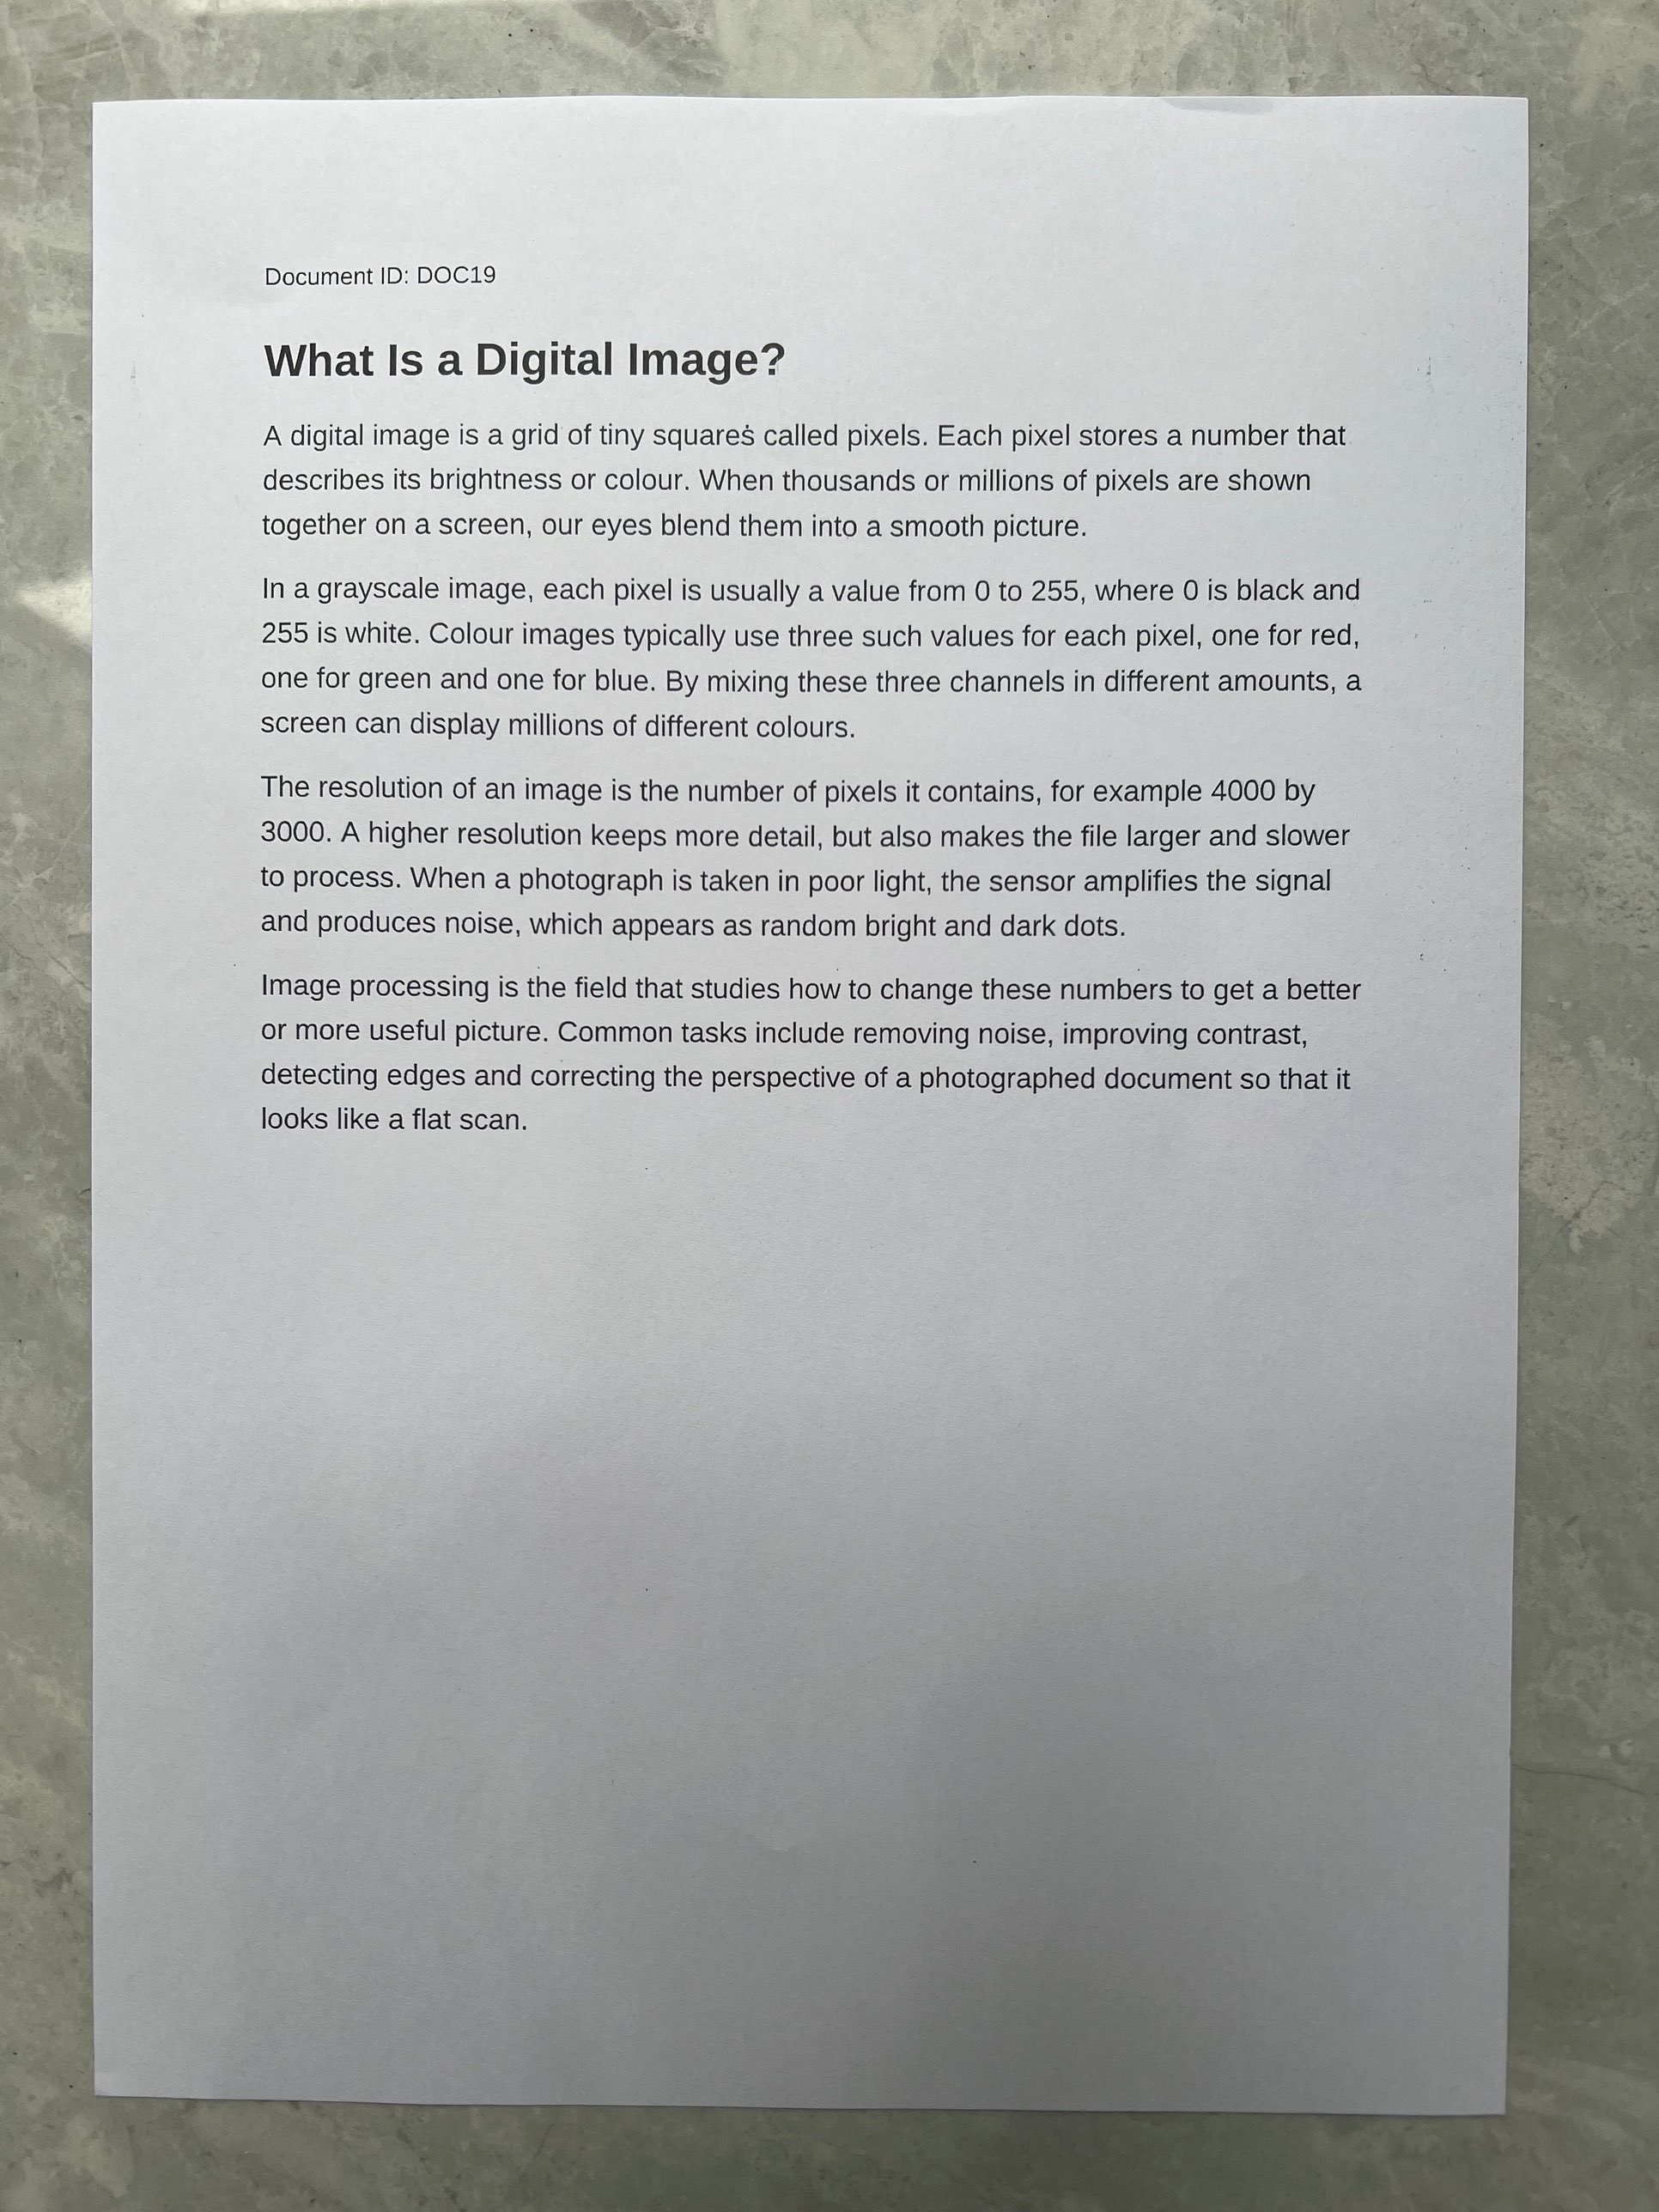 Document ID: DOC19
What Is a Digital Image?
A digital image is a grid of tiny squares called pixels. Each pixel stores a number that
describes its brightness or colour. When thousands or millions of pixels are shown
together on a screen, our eyes blend them into a smooth picture.
In a grayscale image, each pixel is usually a value from 0 to 255, where 0 is black and
255 is white. Colour images typically use three such values for each pixel, one for red,
one for green and one for blue. By mixing these three channels in different amounts, a
screen can display millions of different colours.
The resolution of an image is the number of pixels it contains, for example 4000 by
3000. A higher resolution keeps more detail, but also makes the file larger and slower
to process. When a photograph is taken in poor light, the sensor amplifies the signal
and produces noise, which appears as random bright and dark dots.
Image processing is the field that studies how to change these numbers to get a better
or more useful picture. Common tasks include removing noise, improving contrast,
detecting edges and correcting the perspective of a photographed document so that it
looks like a flat scan.